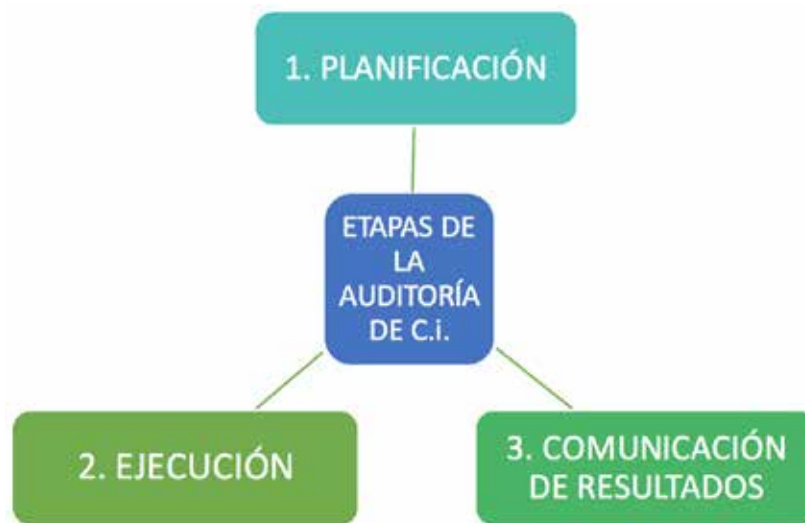 1. PLANIFICACIÓN
ETAPAS DE
LA
AUDITORÍA
DE C.i.
2. EJECUCIÓN
3. COMUNICACIÓN
DE RESULTADOS